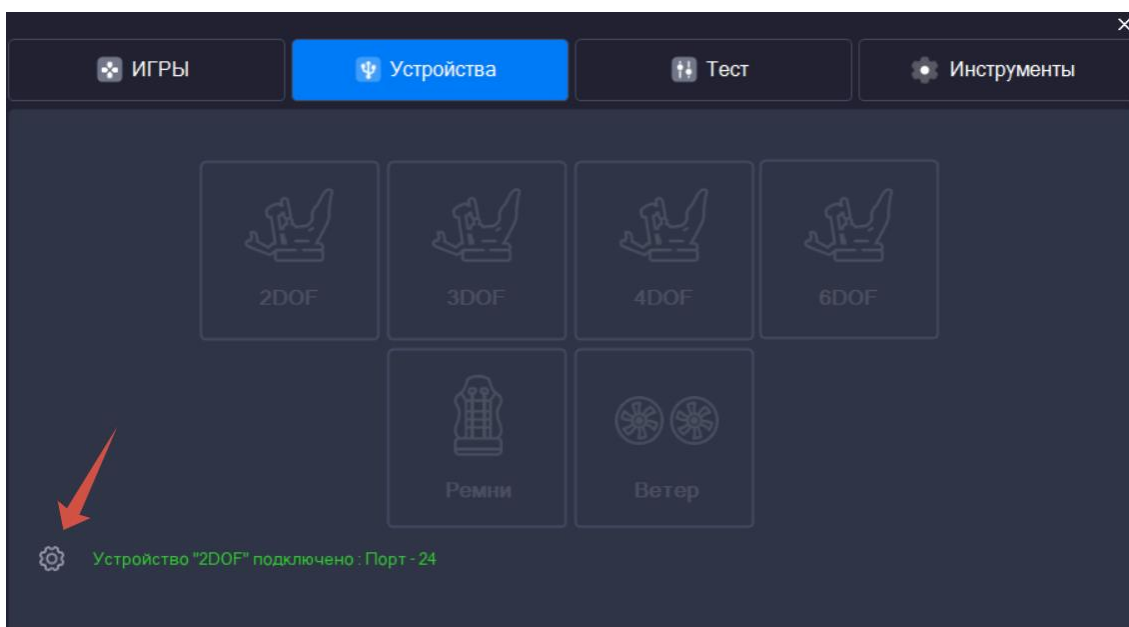 ИГРЫ
Устройства
Тест
Инструменты
2DOF
3DOF
4DOF
6DOF
Ремни
Ветер
Устройство "2DOF" подключено : Порт - 24